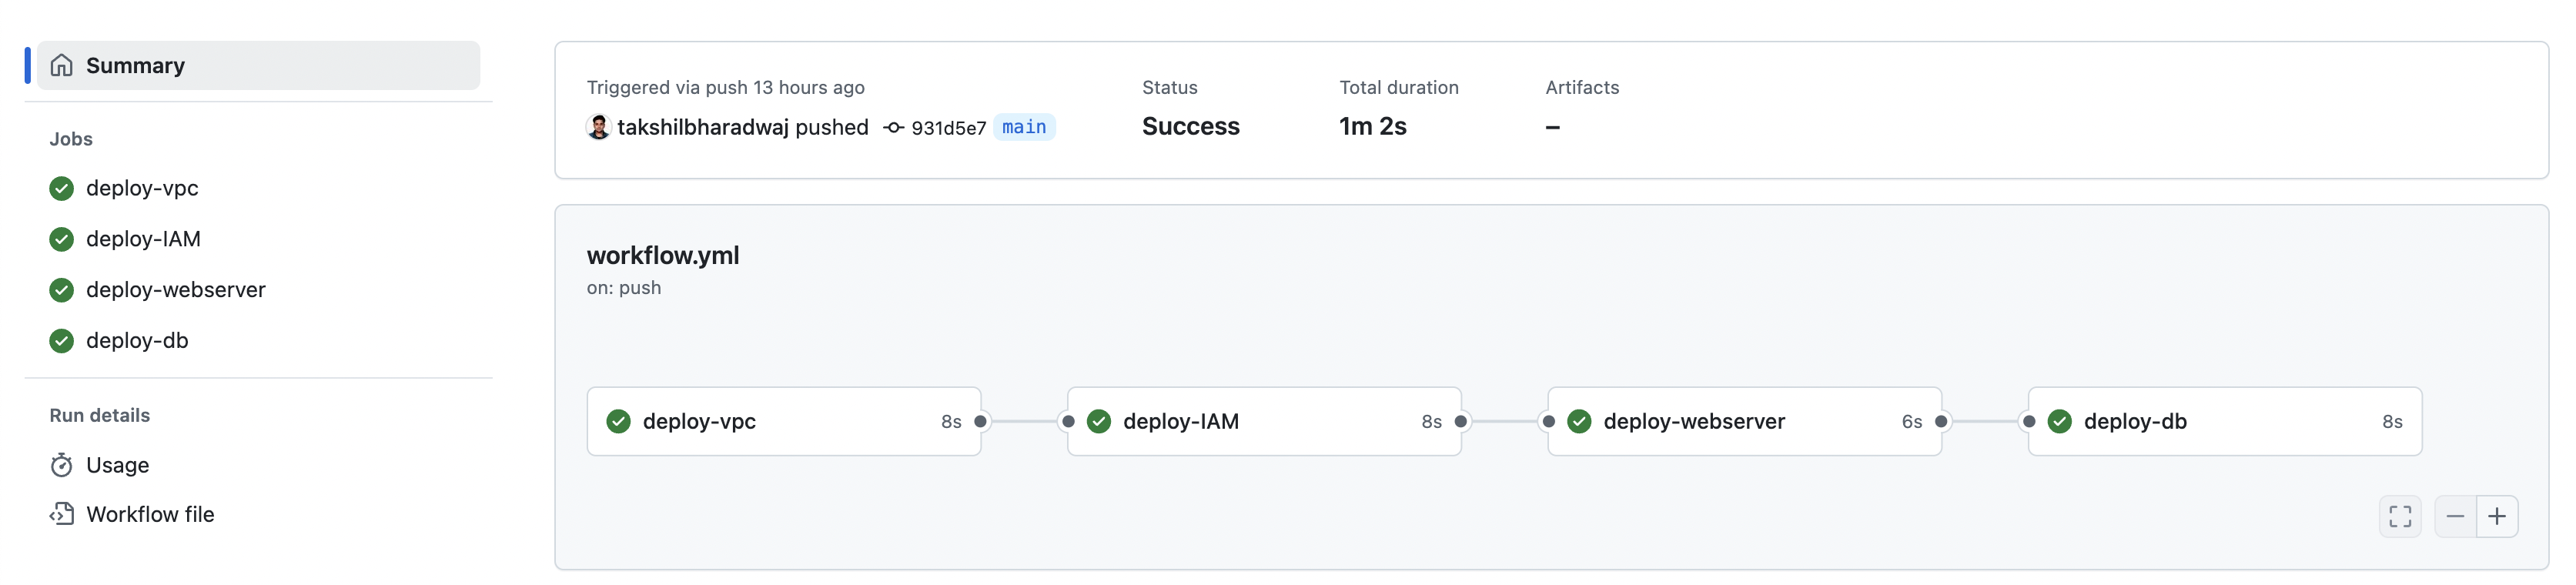 Summary
Jobs
deploy-vpc
deploy-IAM
deploy-webserver
deploy-db
Run details
Usage
Workflow file
Triggered via push 13 hours ago
takshilbharadwaj pushed 931d5e7 main
Status
Success
Total duration
1m 2s
Artifacts
–
workflow.yml
on: push
deploy-vpc 8s
deploy-IAM 8s
deploy-webserver 6s
deploy-db 8s